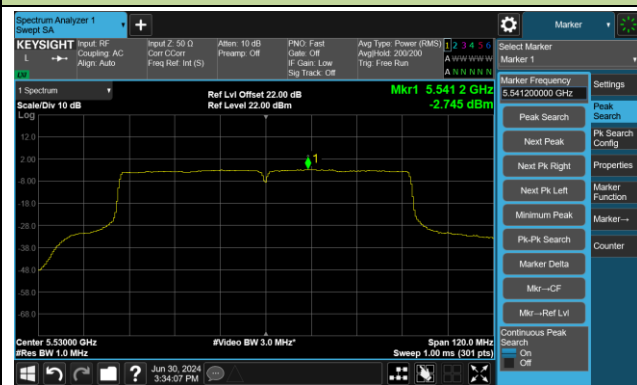 Spectrum Analyzer 1
Swept SA
Marker
KEYSIGHT
L
LXI
Input: RF
Coupling: AC
Align: Auto
Input Z: 50 Ω
Corr CCorr
Freq Ref: Int (S)
Atten: 10 dB
Preamp: Off
PNO: Fast
Gate: Off
IF Gain: Low
Sig Track: Off
Avg Type: Power (RMS)
Avg|Hold: 200/200
Trig: Free Run
1 2 3 4 5 6
A W W W W W
A N N N N N
Select Marker
Marker 1
1 Spectrum
Scale/Div 10 dB
Log
Ref Lvl Offset 22.00 dB
Ref Level 22.00 dBm
Mkr1 5.541 2 GHz
-2.745 dBm
12.0
2.00
-8.00
-18.0
-28.0
-38.0
-48.0
-58.0
-68.0
1
Center 5.53000 GHz
#Res BW 1.0 MHz
#Video BW 3.0 MHz*
Span 120.0 MHz
Sweep 1.00 ms (301 pts)
Marker Frequency
5.541200000 GHz
Peak Search
Next Peak
Next Pk Right
Next Pk Left
Minimum Peak
Pk-Pk Search
Marker Delta
Mkr→CF
Mkr→Ref Lvl
Continuous Peak
Search
On
Off
Settings
Peak
Search
Pk Search
Config
Properties
Marker
Function
Marker→
Counter
?
Jun 30, 2024
3:34:07 PM